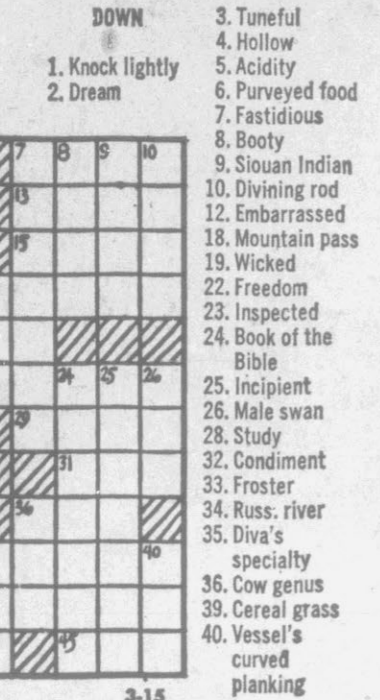 DOWN
1. Knock lightly
2. Dream
3. Tuneful
4. Hollow
5. Acidity
6. Purveyed food
7. Fastidious
8. Booty
9. Siouan Indian
10. Divining rod
12. Embarrassed
18. Mountain pass
19. Wicked
22. Freedom
23. Inspected
24. Book of the
Bible
25. Incipient
26. Male swan
28. Study
32. Condiment
33. Froster
34. Russ. river
35. Diva's
specialty
36. Cow genus
39. Cereal grass
40. Vessel's
curved
planking
7 8 9 10
13
15
24 25 26
29
31
36
40
43
3-15